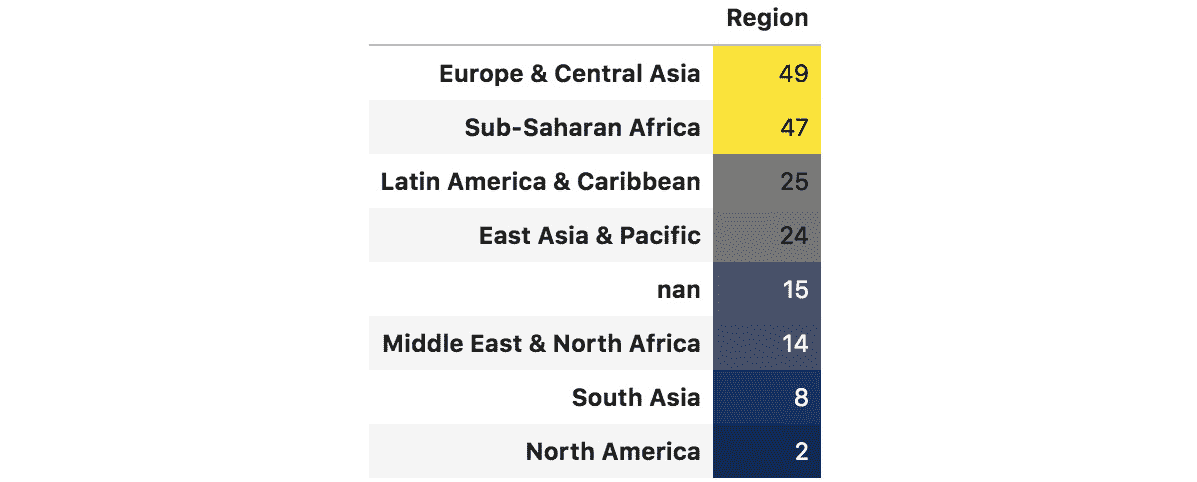 Region
Europe & Central Asia 49
Sub-Saharan Africa 47
Latin America & Caribbean 25
East Asia & Pacific 24
nan 15
Middle East & North Africa 14
South Asia 8
North America 2